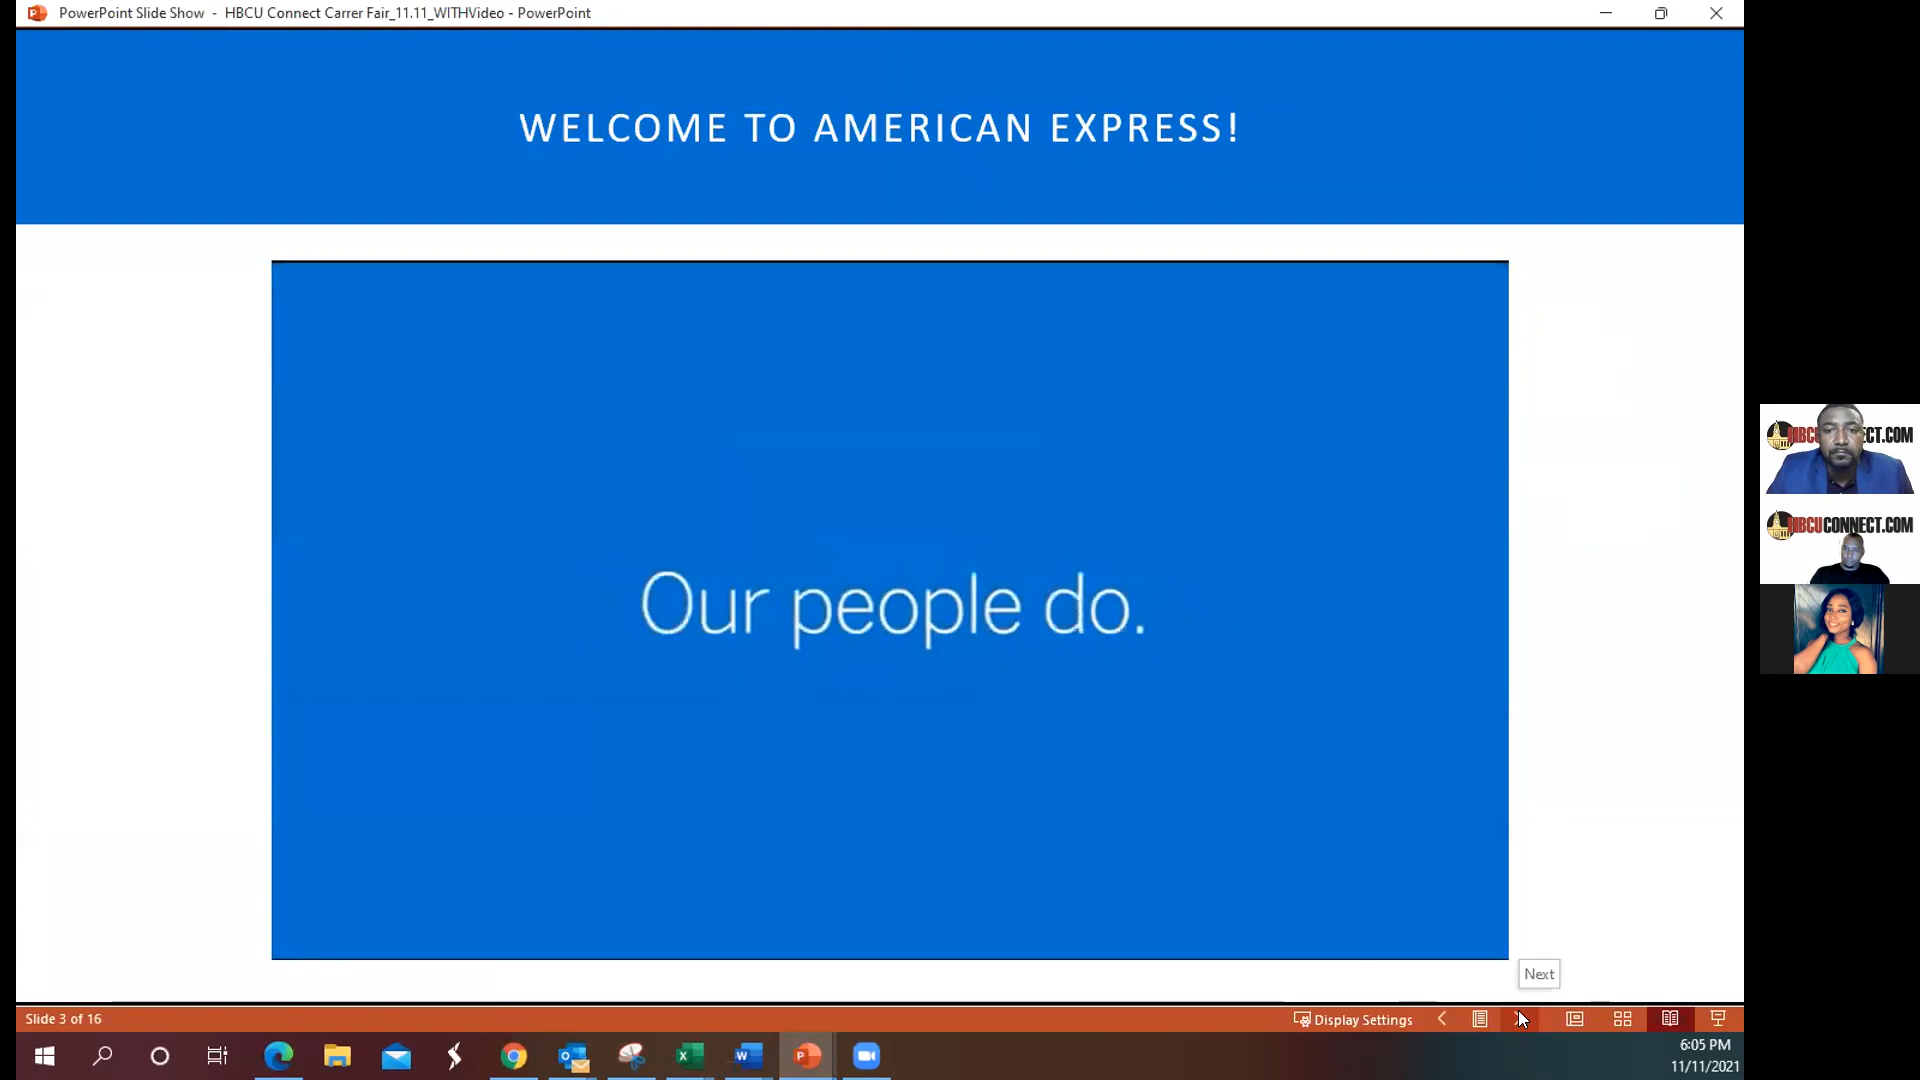 PowerPoint Slide Show - HBCU Connect Carrer Fair_11.11_WITHVideo - PowerPoint
WELCOME TO AMERICAN EXPRESS!
Our people do.
HBCU CT.COM
HBCUCONNECT.COM
Next
Slide 3 of 16
Display Settings
6:05 PM
11/11/2021